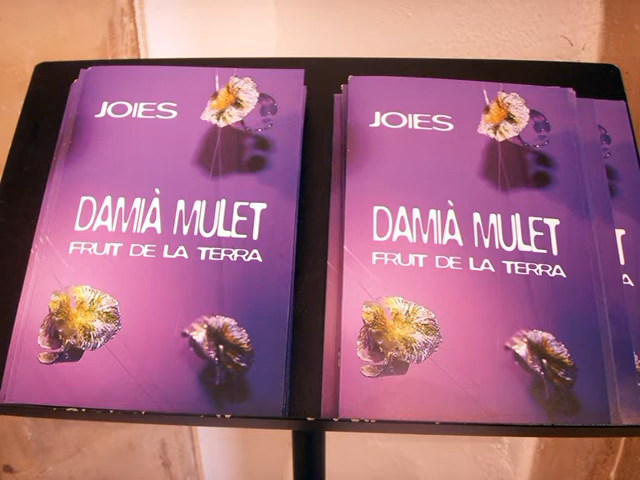 JOIES
DAMIÀ MULET
FRUIT DE LA TERRA
JOIES
DAMIÀ MULET
FRUIT DE LA TERRA